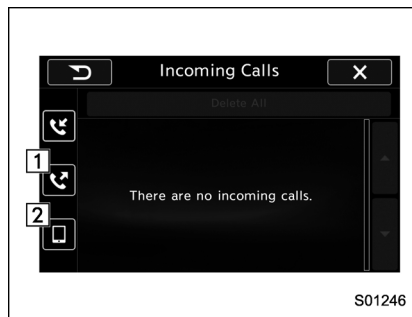 Incoming Calls
X
Delete All
1
There are no incoming calls.
2
S01246